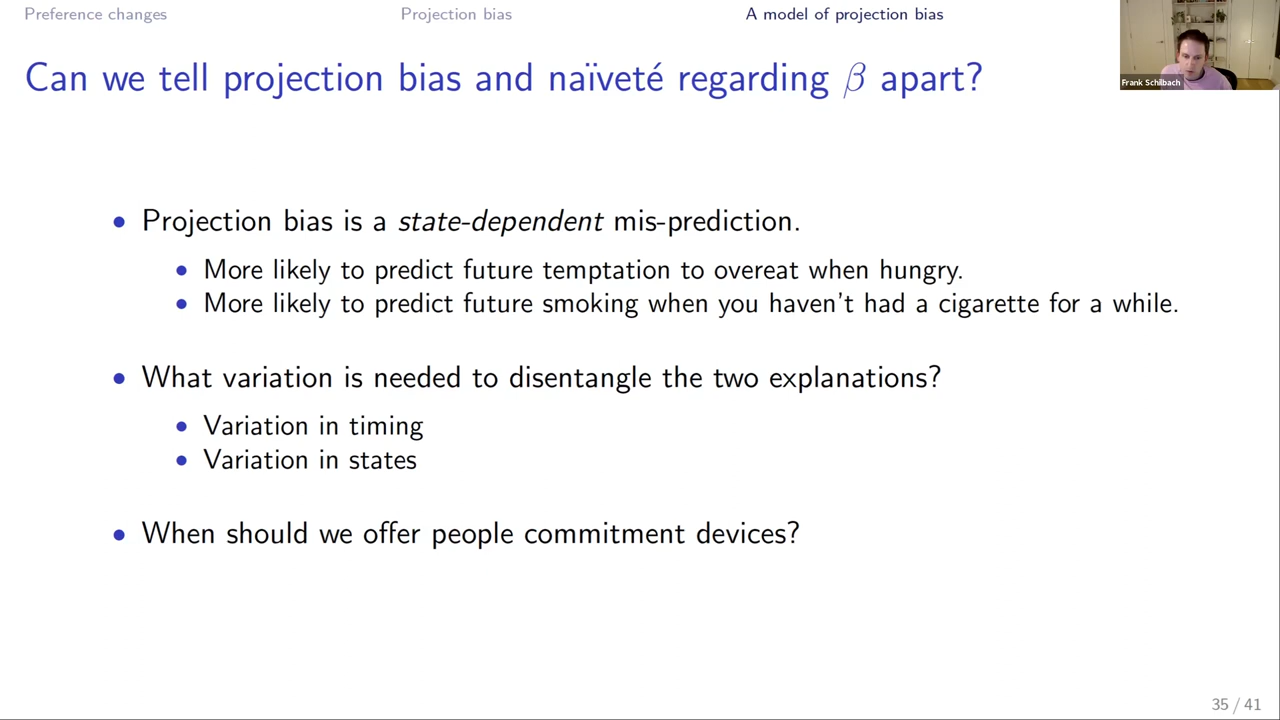 Preference changes Projection bias A model of projection bias
Can we tell projection bias and naïveté regarding β apart?
Frank Schilbach
• Projection bias is a state-dependent mis-prediction.
• More likely to predict future temptation to overeat when hungry.
• More likely to predict future smoking when you haven't had a cigarette for a while.
• What variation is needed to disentangle the two explanations?
• Variation in timing
• Variation in states
• When should we offer people commitment devices?
35 / 41